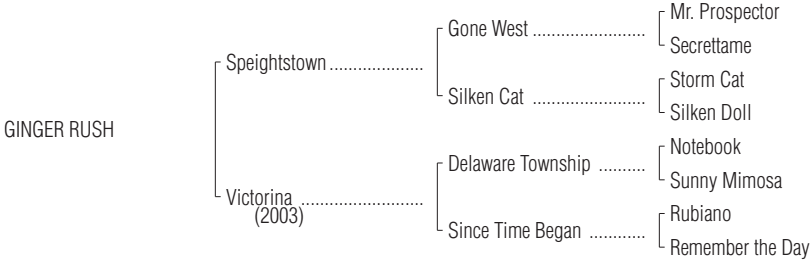 Mr. Prospector
Gone West ........................
Secrettame
Speightstown ....................
Storm Cat
Silken Cat ........................
Silken Doll
GINGER RUSH
Notebook
Delaware Township ..........
Sunny Mimosa
Victorina ..........................
(2003)
Rubiano
Since Time Began ............
Remember the Day